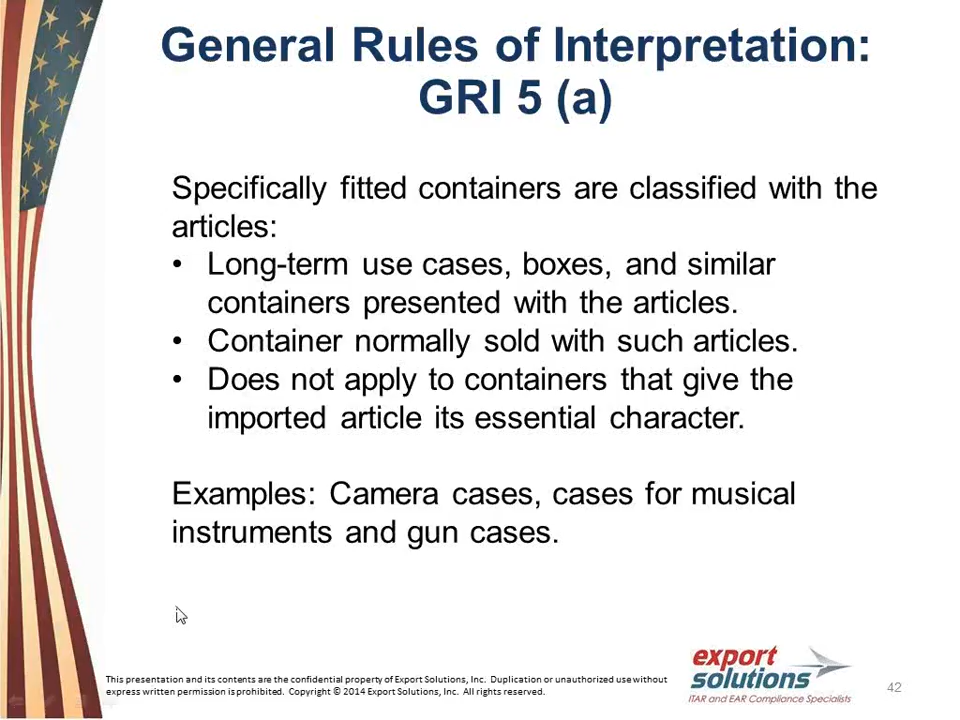 General Rules of Interpretation:
GRI 5 (a)
Specifically fitted containers are classified with the
articles:
• Long-term use cases, boxes, and similar
containers presented with the articles.
• Container normally sold with such articles.
• Does not apply to containers that give the
imported article its essential character.
Examples: Camera cases, cases for musical
instruments and gun cases.
This presentation and its contents are the confidential property of Export Solutions, Inc. Duplication or unauthorized use without
express written permission is prohibited. Copyright © 2014 Export Solutions, Inc. All rights reserved.
export
solutions
ITAR and EAR Compliance Specialists
42